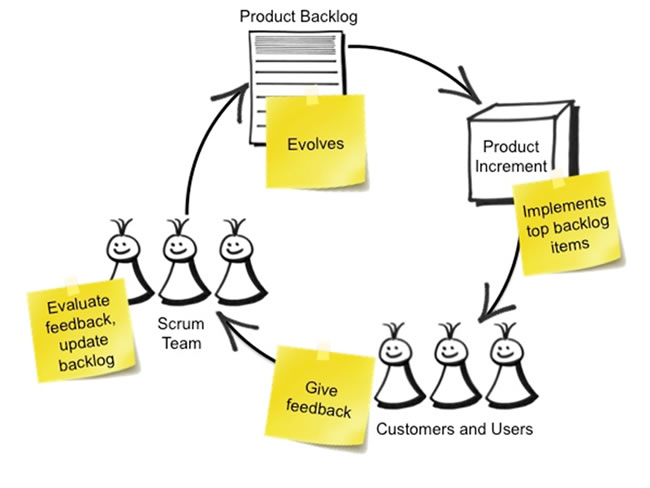 Product Backlog
Evolves
Product
Increment
Implements
top backlog
items
Customers and Users
Give
feedback
Scrum
Team
Evaluate
feedback,
update
backlog